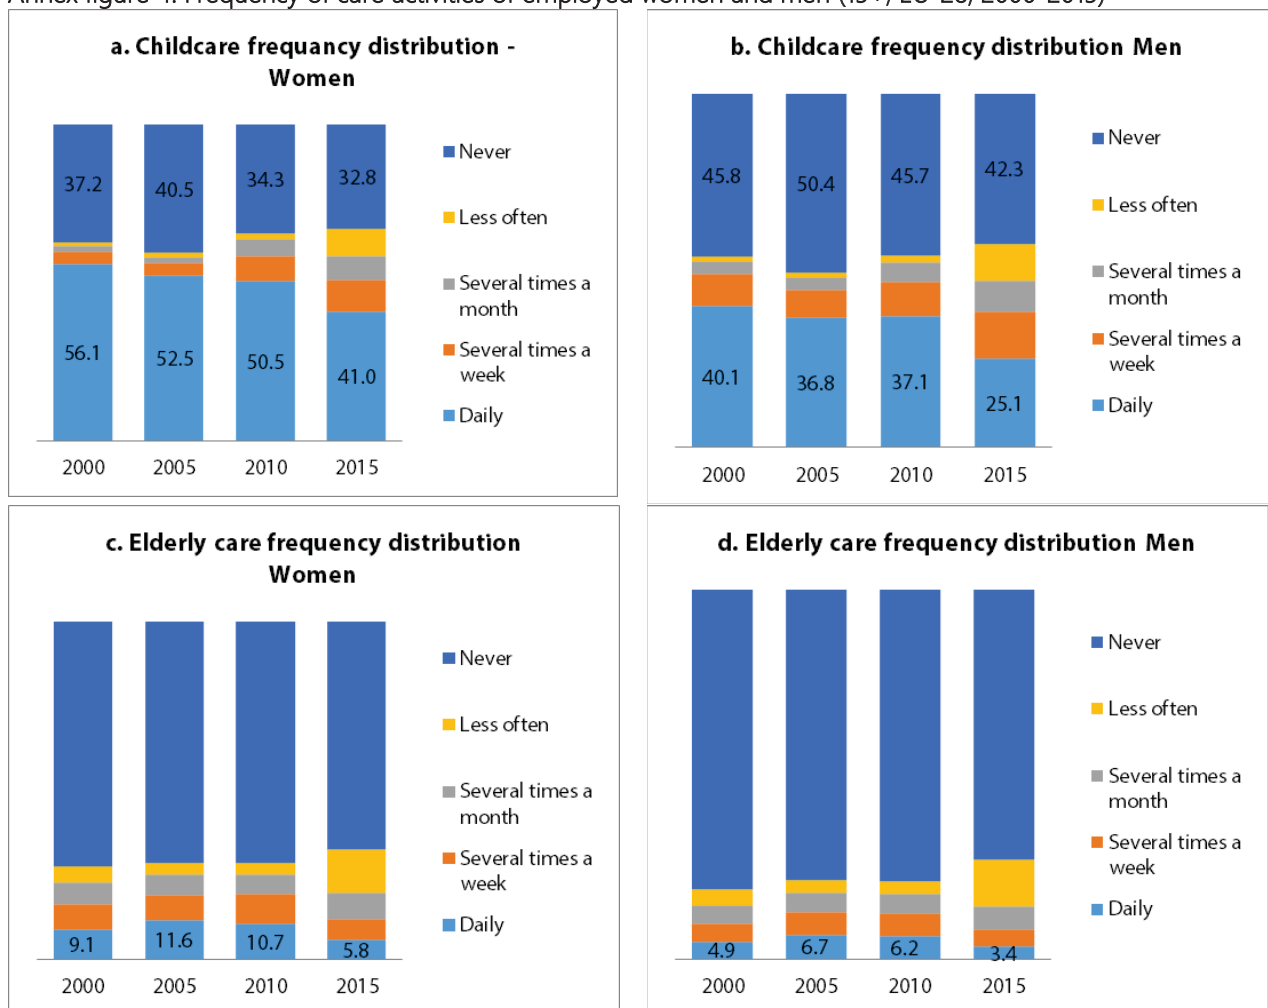 a. Childcare frequancy distribution -
Women
37.2
40.5
34.3
32.8
56.1
52.5
50.5
41.0
2000
2005
2010
2015
Never
Less often
Several times a
month
Several times a
week
Daily
b. Childcare frequency distribution Men
45.8
50.4
45.7
42.3
40.1
36.8
37.1
25.1
2000
2005
2010
2015
Never
Less often
Several times a
month
Several times a
week
Daily
c. Elderly care frequency distribution
Women
9.1
11.6
10.7
5.8
2000
2005
2010
2015
Never
Less often
Several times a
month
Several times a
week
Daily
d. Elderly care frequency distribution Men
4.9
6.7
6.2
3.4
2000
2005
2010
2015
Never
Less often
Several times a
month
Several times a
week
Daily